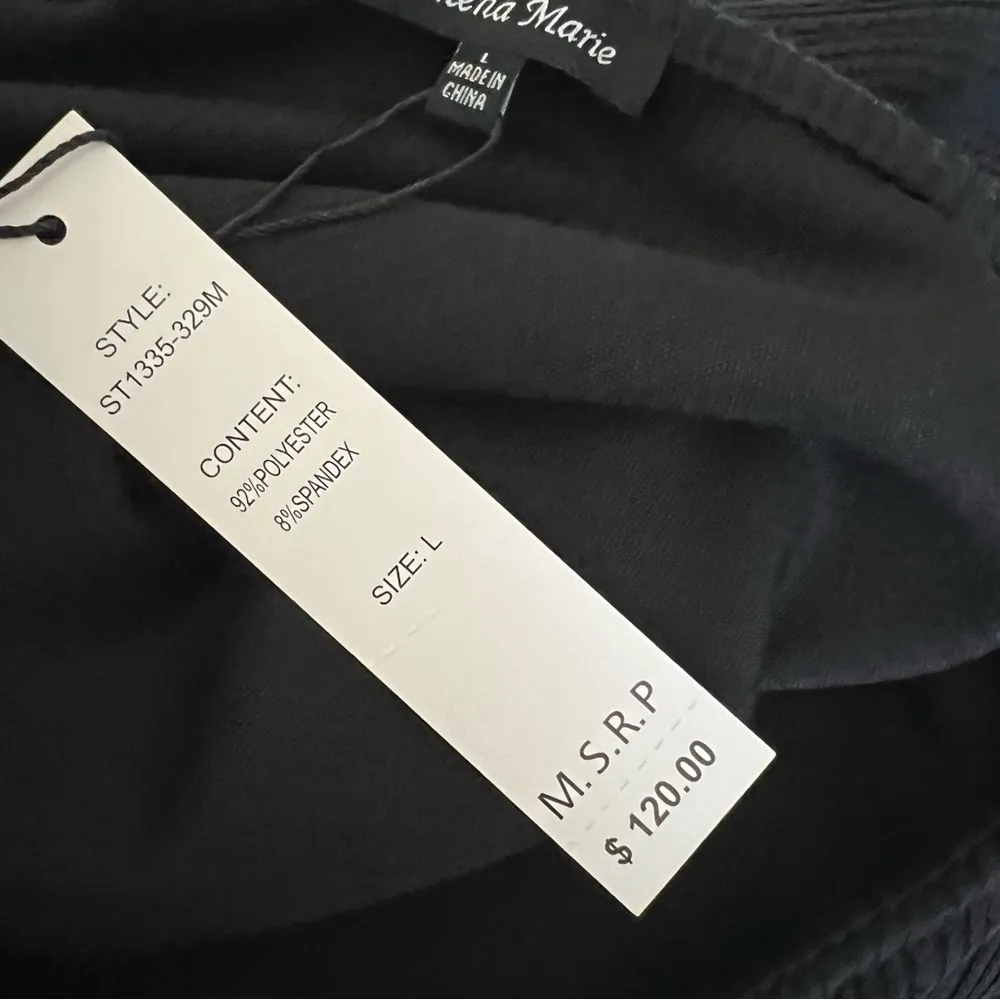 Marie
L
MADE IN
CHINA
STYLE:
ST1335-329M
CONTENT:
92%POLYESTER
8%SPANDEX
SIZE: L
M.S.R.P
$ 120.00